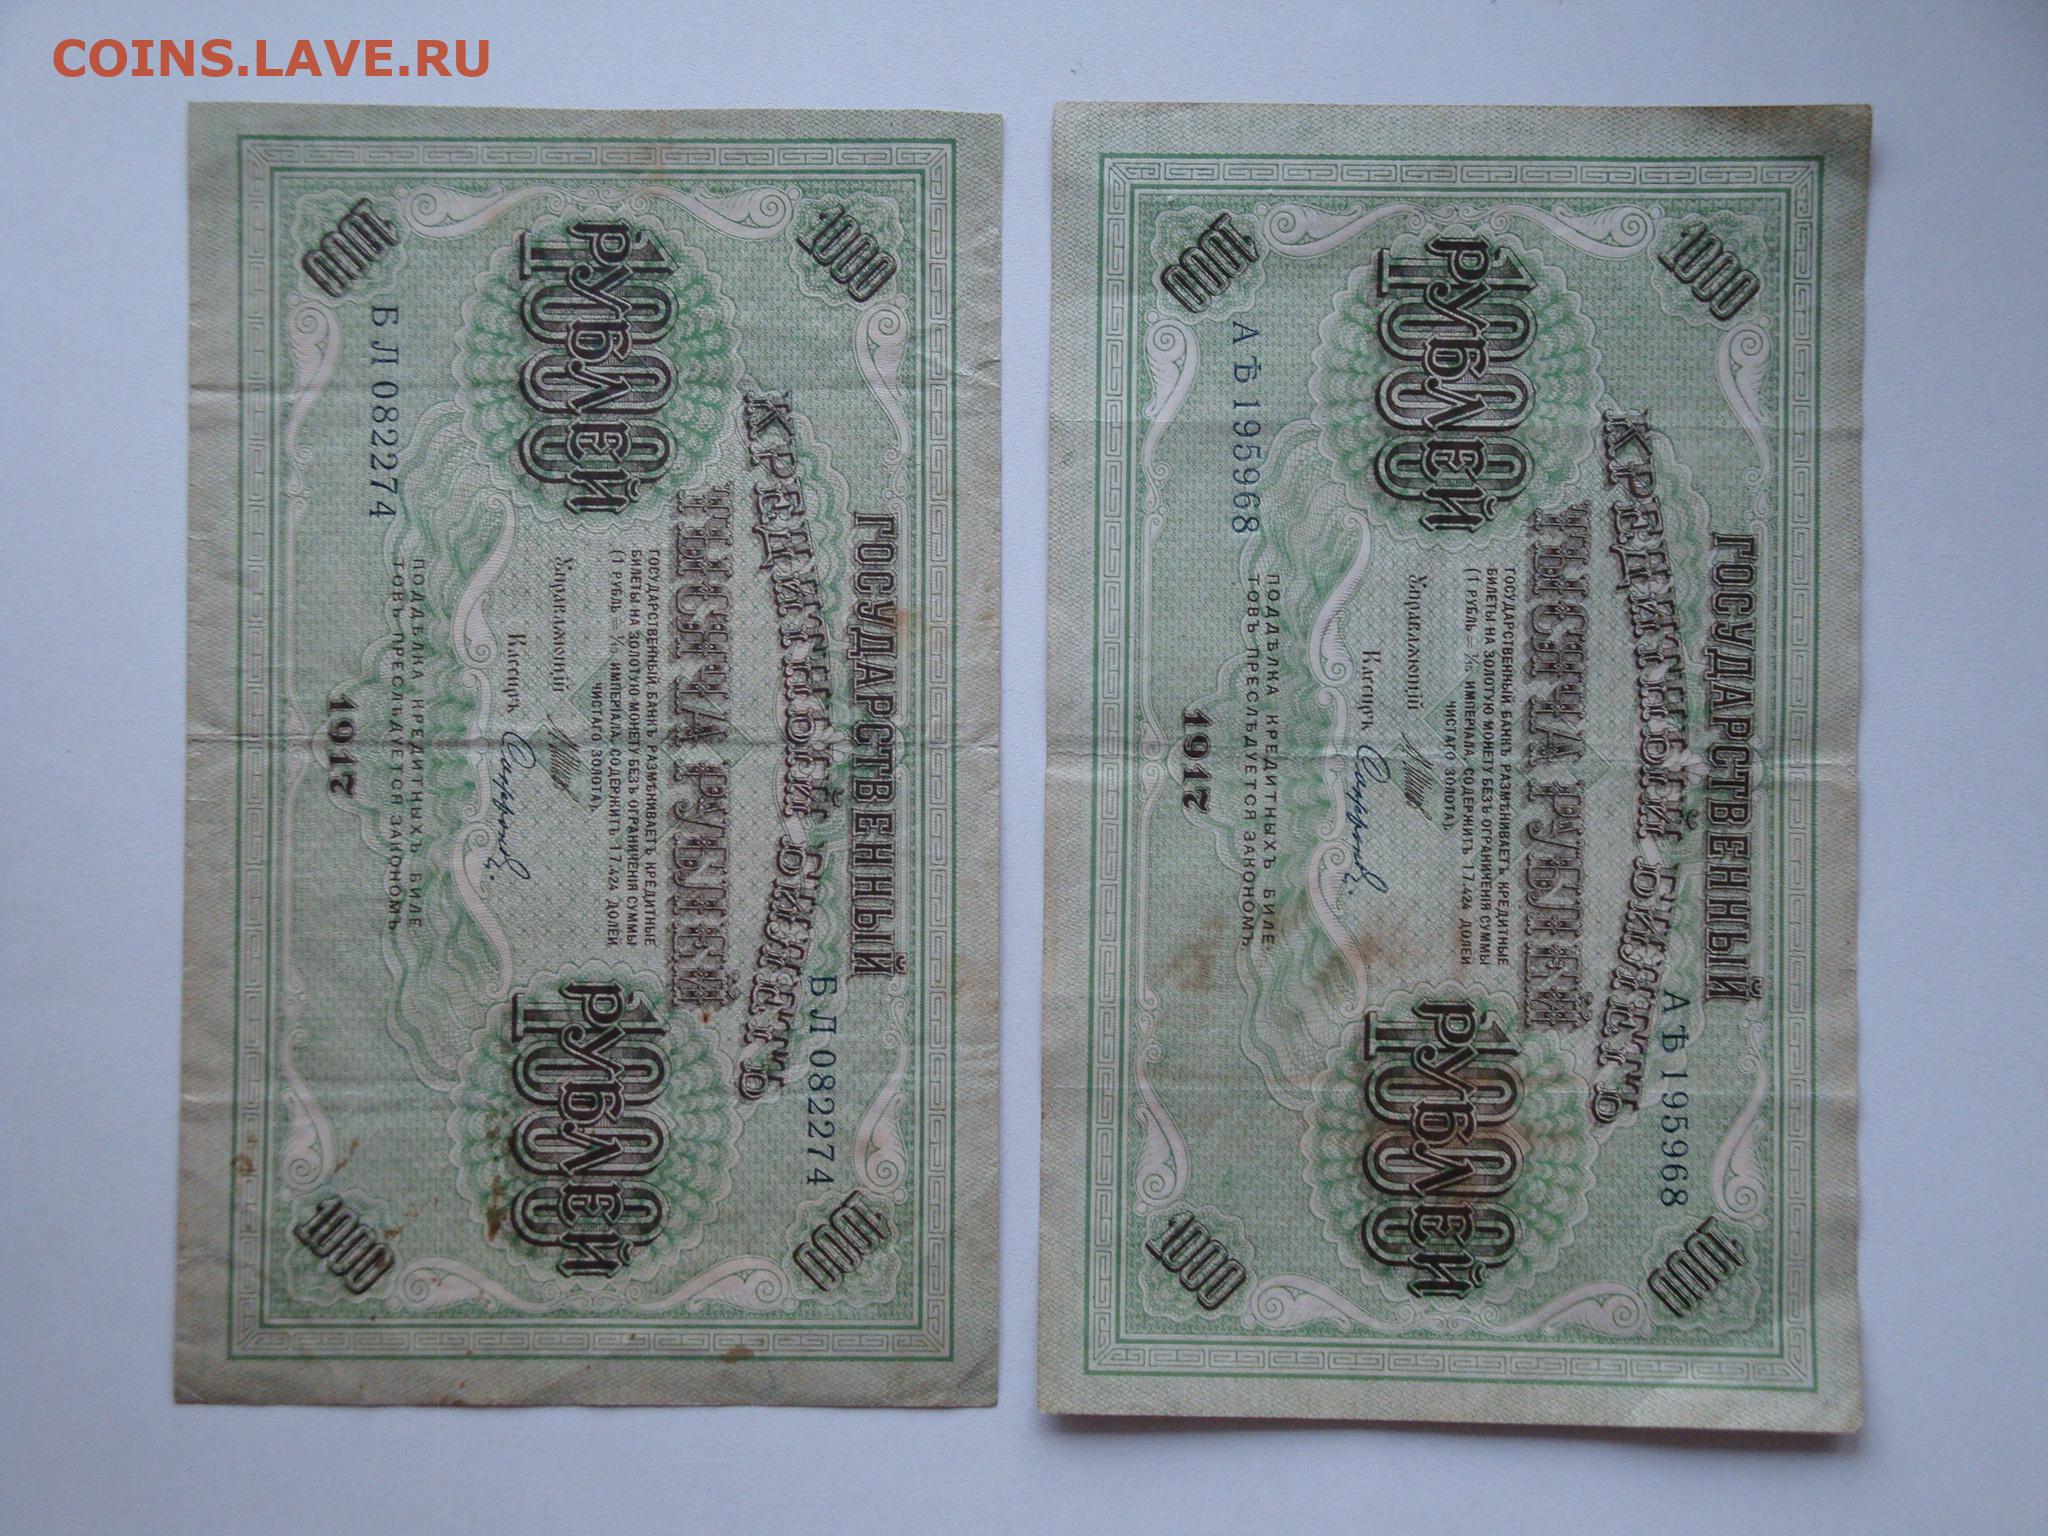 COINS.LAVE.RU
1000
1000
ГОСУДАРСТВЕННЫЙ
КРЕДИТНЫЙ БИЛЕТЪ
БЛ 082274
1000 РУБЛЕЙ
ТЫСЯЧА РУБЛЕЙ
1000 РУБЛЕЙ
ГОСУДАРСТВЕННЫЙ БАНКЪ РАЗМѢНИВАЕТЪ КРЕДИТНЫЕ
БИЛЕТЫ НА ЗОЛОТУЮ МОНЕТУ БЕЗЪ ОГРАНИЧЕНІЯ СУММЫ
(1 РУБЛЬ = 1/15 ИМПЕРІАЛА, СОДЕРЖИТЪ 17.424 ДОЛЕЙ
ЧИСТАГО ЗОЛОТА).
Управляющій
Кассиръ Сафронов.
БЛ 082274
ПОДДѢЛКА КРЕДИТНЫХЪ БИЛЕ
ТОВЪ ПРЕСЛѢДУЕТСЯ ЗАКОНОМЪ
1000
1917
1000
1000
1000
ГОСУДАРСТВЕННЫЙ
КРЕДИТНЫЙ БИЛЕТЪ
АѢ 195968
1000 РУБЛЕЙ
ТЫСЯЧА РУБЛЕЙ
1000 РУБЛЕЙ
ГОСУДАРСТВЕННЫЙ БАНКЪ РАЗМѢНИВАЕТЪ КРЕДИТНЫЕ
БИЛЕТЫ НА ЗОЛОТУЮ МОНЕТУ БЕЗЪ ОГРАНИЧЕНІЯ СУММЫ
(1 РУБЛЬ = 1/15 ИМПЕРІАЛА, СОДЕРЖИТЪ 17.424 ДОЛЕЙ
ЧИСТАГО ЗОЛОТА).
Управляющій
Кассиръ Сафронов.
АѢ 195968
ПОДДѢЛКА КРЕДИТНЫХЪ БИЛЕ
ТОВЪ ПРЕСЛѢДУЕТСЯ ЗАКОНОМЪ
1000
1917
1000